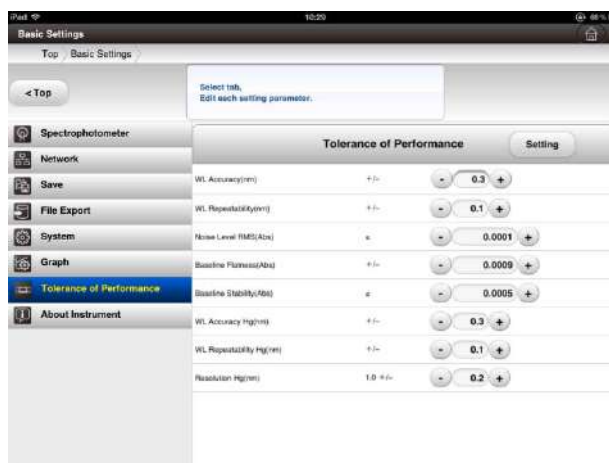 iPad 10:29 46%
Basic Settings
Top Basic Settings
< Top
Select tab,
Edit each setting parameter.
Spectrophotometer
Network
Save
File Export
System
Graph
Tolerance of Performance
About Instrument
Tolerance of Performance Setting
WL Accuracy(nm) +/- - 0.3 +
WL Repeatability(nm) +/- - 0.1 +
Noise Level RMS(Abs) - 0.0001 +
Baseline Flatness(Abs) +/- - 0.0009 +
Baseline Stability(Abs) - 0.0005 +
WL Accuracy Hg(nm) +/- - 0.3 +
WL Repeatability Hg(nm) +/- - 0.1 +
Resolution Hg(nm) 1.0 +/- - 0.2 +